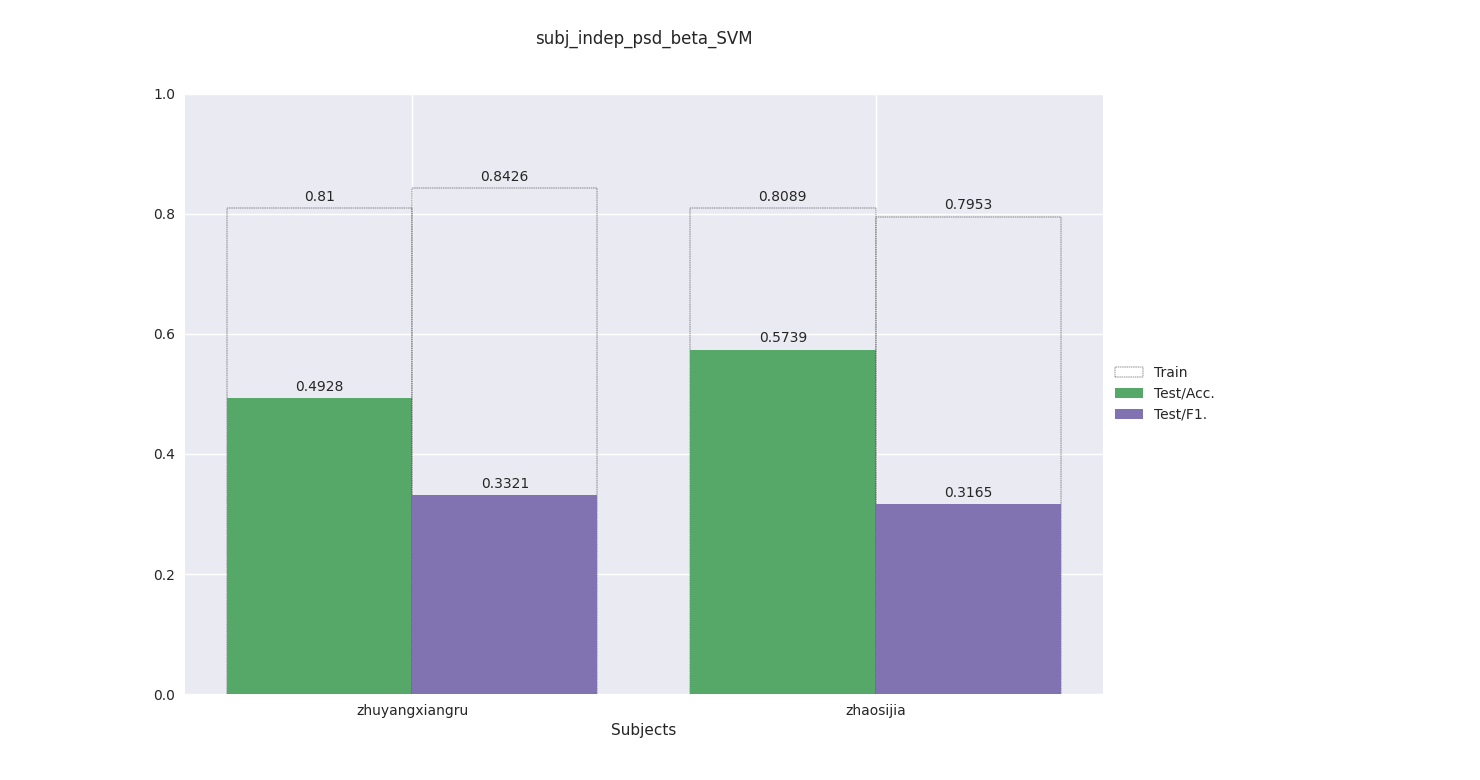 subj_indep_psd_beta_SVM
1.0
0.8
0.6
0.4
0.2
0.0
0.81
0.8426
0.8089
0.7953
0.4928
0.3321
0.5739
0.3165
Train
Test/Acc.
Test/F1.
zhuyangxiangru
zhaosijia
Subjects